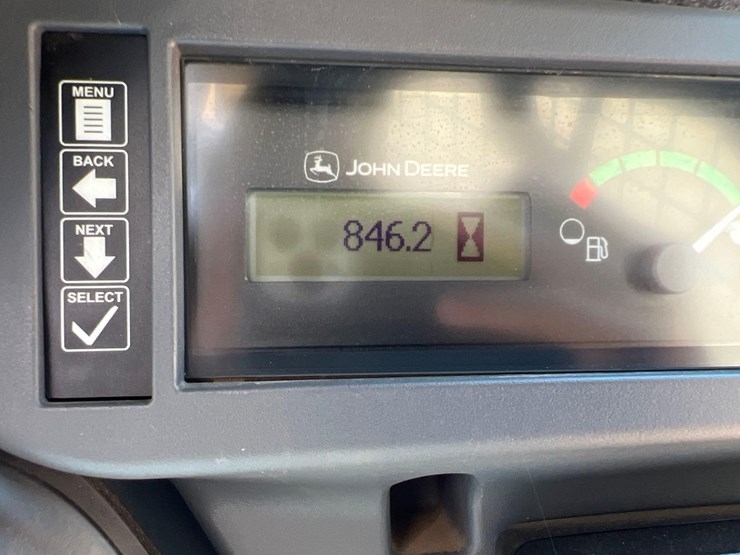 MENU
BACK
NEXT
SELECT
JOHN DEERE
846.2